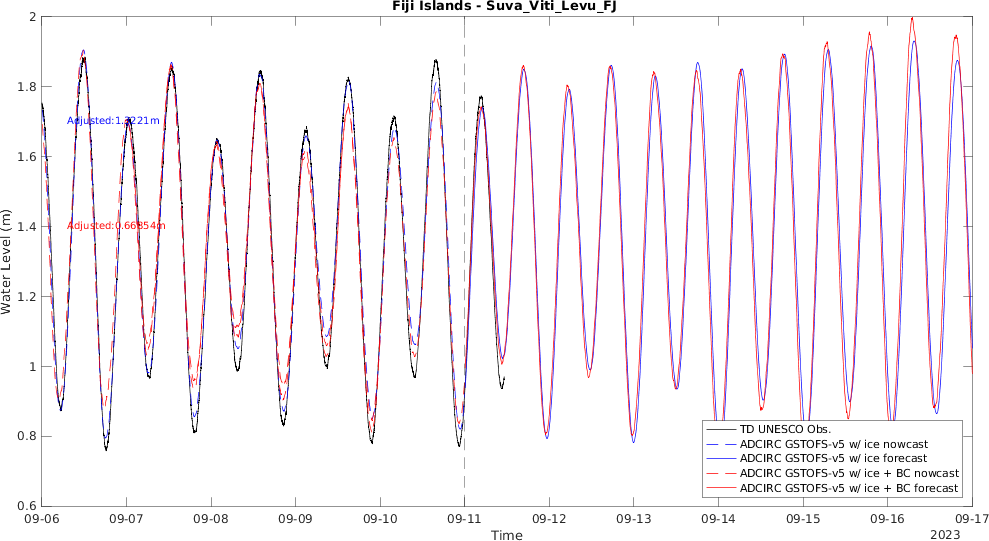 Fiji Islands - Suva_Viti_Levu_FJ
Water Level (m)
2
1.8
1.6
1.4
1.2
1
0.8
0.6
Adjusted:1.7221m
Adjusted:0.66854m
TD UNESCO Obs.
ADCIRC GSTOFS-v5 w/ ice nowcast
ADCIRC GSTOFS-v5 w/ ice forecast
ADCIRC GSTOFS-v5 w/ ice + BC nowcast
ADCIRC GSTOFS-v5 w/ ice + BC forecast
09-06 09-07 09-08 09-09 09-10 09-11 09-12 09-13 09-14 09-15 09-16 09-17
Time
2023